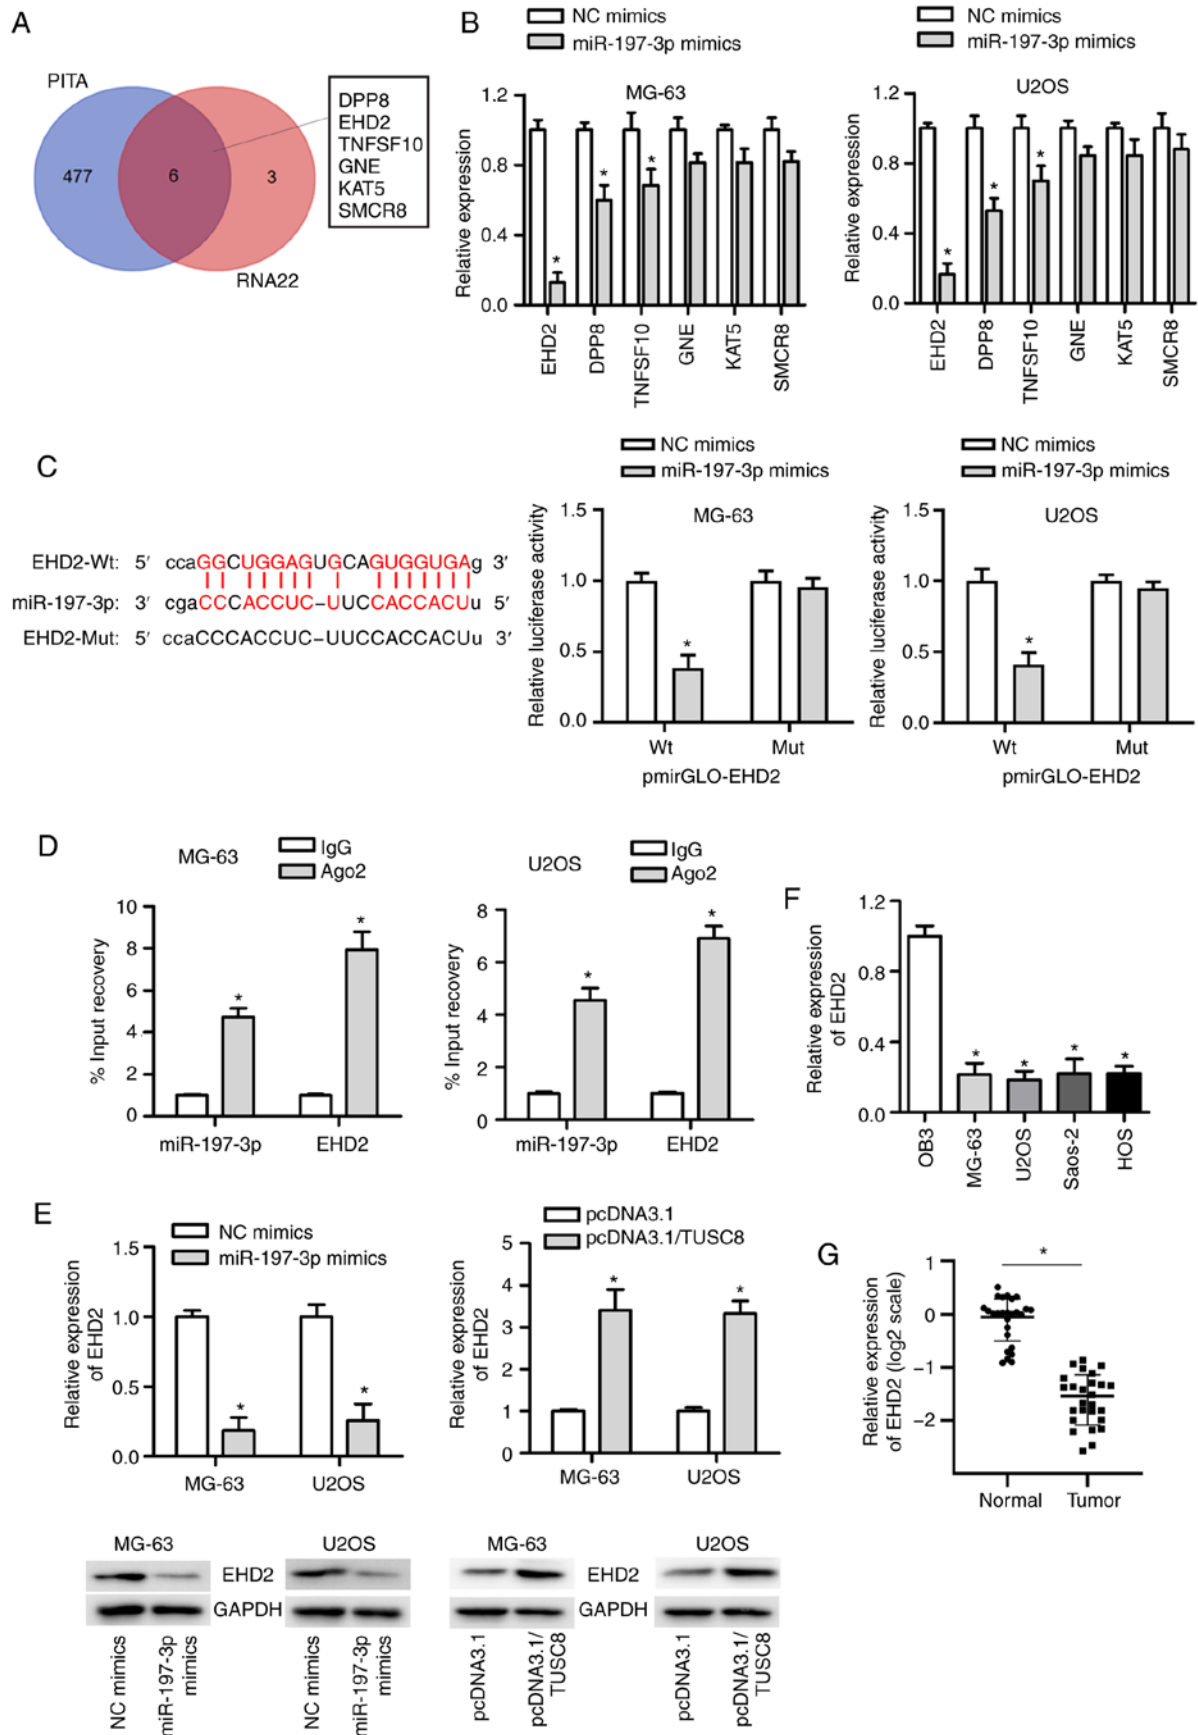 A
PITA
477
6
3
RNA22
DPP8
EHD2
TNFSF10
GNE
KAT5
SMCR8
B
NC mimics
miR-197-3p mimics
MG-63
Relative expression
1.2
0.8
0.4
0.0
*
*
*
EHD2
DPP8
TNFSF10
GNE
KAT5
SMCR8
NC mimics
miR-197-3p mimics
U2OS
Relative expression
1.2
0.8
0.4
0.0
*
*
*
EHD2
DPP8
TNFSF10
GNE
KAT5
SMCR8
C
EHD2-Wt: 5′ ccaGGCUGGAGUGCAGUGGUGAg 3′
miR-197-3p: 3′ cgaCCCACCUC–UUCCACCACUu 5′
EHD2-Mut: 5′ ccaCCCACCUC–UUCCACCACUu 3′
NC mimics
miR-197-3p mimics
MG-63
Relative luciferase activity
1.5
1.0
0.5
0.0
*
Wt Mut
pmirGLO-EHD2
NC mimics
miR-197-3p mimics
U2OS
Relative luciferase activity
1.5
1.0
0.5
0.0
*
Wt Mut
pmirGLO-EHD2
D
MG-63
IgG
Ago2
% Input recovery
10
8
6
4
2
0
*
*
miR-197-3p EHD2
U2OS
IgG
Ago2
% Input recovery
8
6
4
2
0
*
*
miR-197-3p EHD2
F
Relative expression
of EHD2
1.2
0.8
0.4
0.0
* * * *
OB3
MG-63
U2OS
Saos-2
HOS
E
NC mimics
miR-197-3p mimics
Relative expression
of EHD2
1.5
1.0
0.5
0.0
*
*
MG-63 U2OS
pcDNA3.1
pcDNA3.1/TUSC8
Relative expression
of EHD2
5
4
3
2
1
0
*
*
MG-63 U2OS
G
Relative expression
of EHD2 (log2 scale)
1
0
−1
−2
*
Normal Tumor
MG-63 U2OS MG-63 U2OS
EHD2 EHD2
GAPDH GAPDH
NC mimics
miR-197-3p
mimics
NC mimics
miR-197-3p
mimics
pcDNA3.1
pcDNA3.1/
TUSC8
pcDNA3.1
pcDNA3.1/
TUSC8